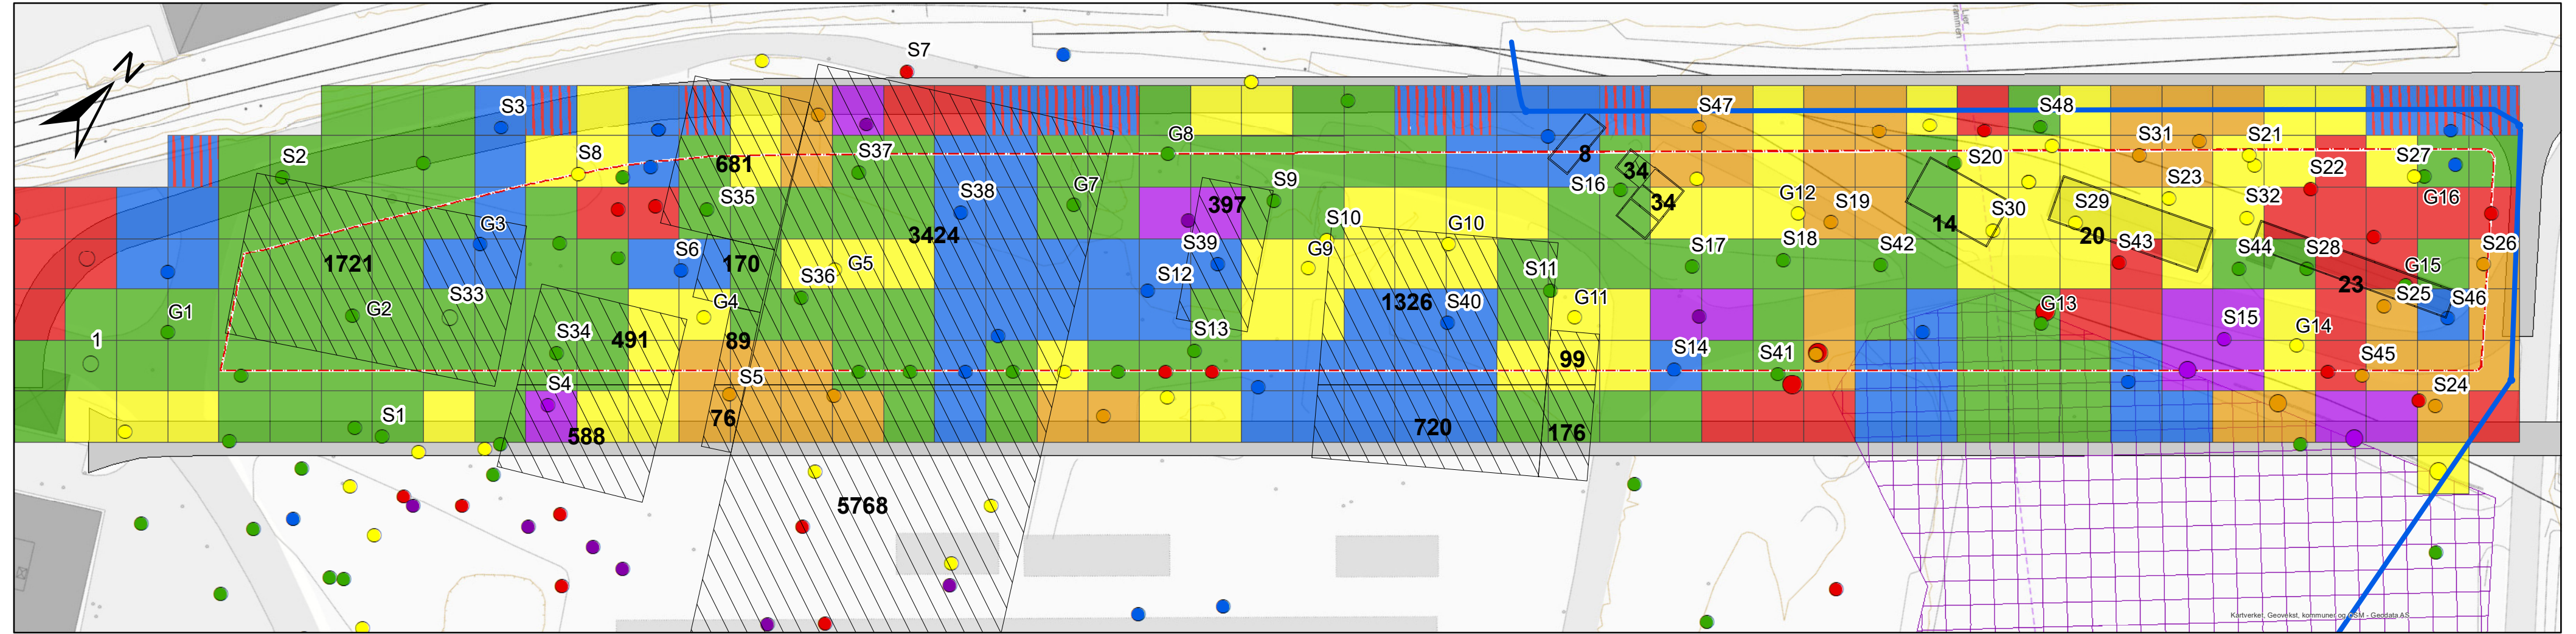 N
S7
S3
S47
S48
S2
S8
G8
S37
681
8
34
S31
S21
S20
S22
S27
S35
S38
G7
397
S9
S16
34
G12
S19
S23
S32
G16
G3
3424
S10
G10
14
S30
S29
20
1721
S6
170
G5
S36
S39
S12
G9
S11
S17
S18
S42
S43
S44
S28
S26
G15
23
1
G1
G2
S33
G4
1326
S40
G11
G13
S25
S46
S34
491
89
S13
S15
G14
99
S14
S41
S45
S4
S5
S24
S1
588
76
720
176
5768
Kartverket, Geovekst, kommuner og OSM - Geodata AS